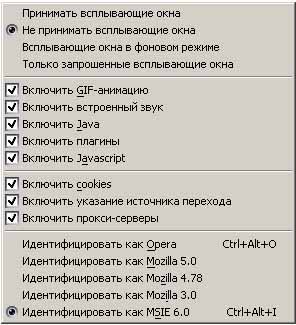 Принимать всплывающие окна
Не принимать всплывающие окна
Всплывающие окна в фоновом режиме
Только запрошенные всплывающие окна
Включить GIF-анимацию
Включить встроенный звук
Включить Java
Включить плагины
Включить Javascript
Включить cookies
Включить указание источника перехода
Включить прокси-серверы
Идентифицировать как Opera Ctrl+Alt+O
Идентифицировать как Mozilla 5.0
Идентифицировать как Mozilla 4.78
Идентифицировать как Mozilla 3.0
Идентифицировать как MSIE 6.0 Ctrl+Alt+I